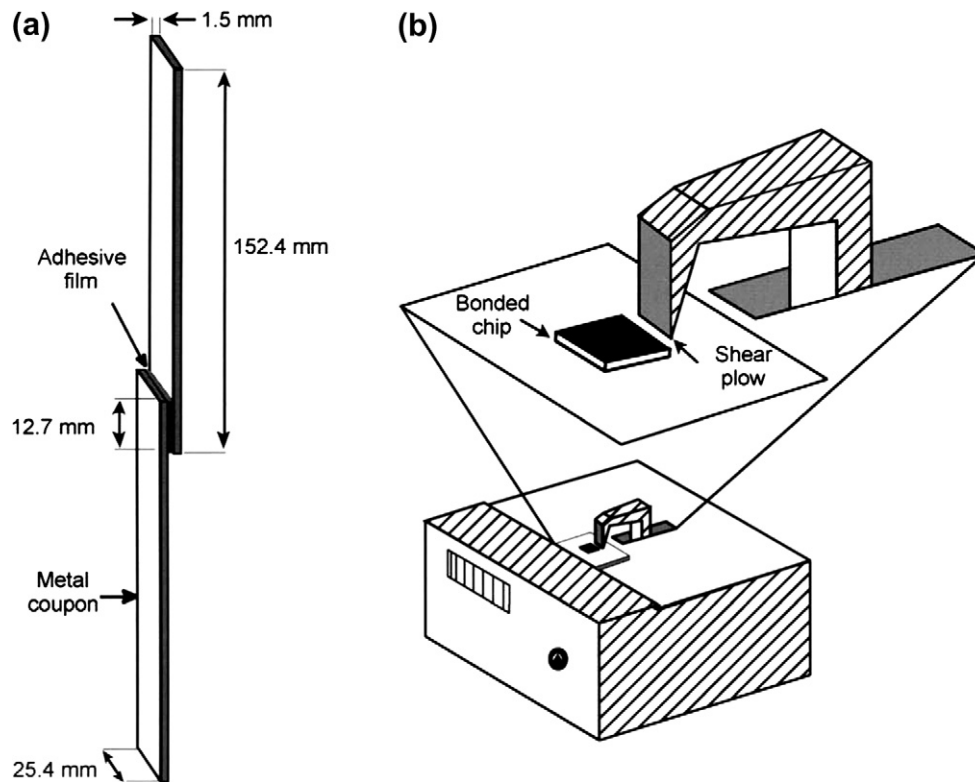 (a)
1.5 mm
152.4 mm
Adhesive
film
12.7 mm
Metal
coupon
25.4 mm
(b)
Bonded
chip
Shear
plow